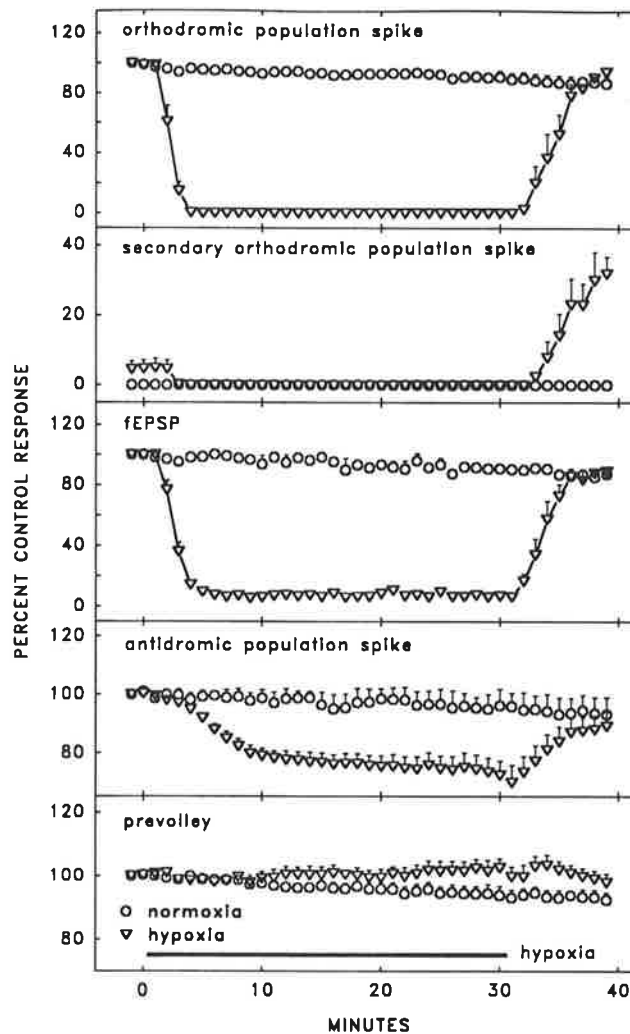 PERCENT CONTROL RESPONSE
orthodromic population spike
120
80
40
0
secondary orthodromic population spike
40
20
0
fEPSP
120
80
40
0
antidromic population spike
120
100
80
prevolley
120
100
80
normoxia
hypoxia
hypoxia
0 10 20 30 40
MINUTES